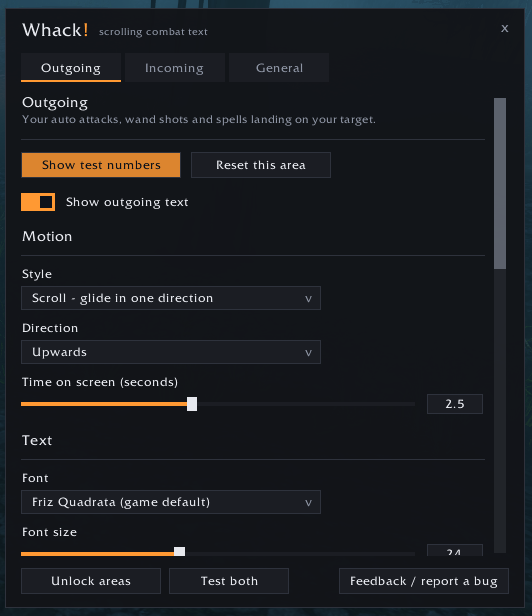 Whack! scrolling combat text x
Outgoing Incoming General
Outgoing
Your auto attacks, wand shots and spells landing on your target.
Show test numbers Reset this area
Show outgoing text
Motion
Style
Scroll - glide in one direction v
Direction
Upwards v
Time on screen (seconds)
2.5
Text
Font
Friz Quadrata (game default) v
Font size
24
Unlock areas Test both Feedback / report a bug